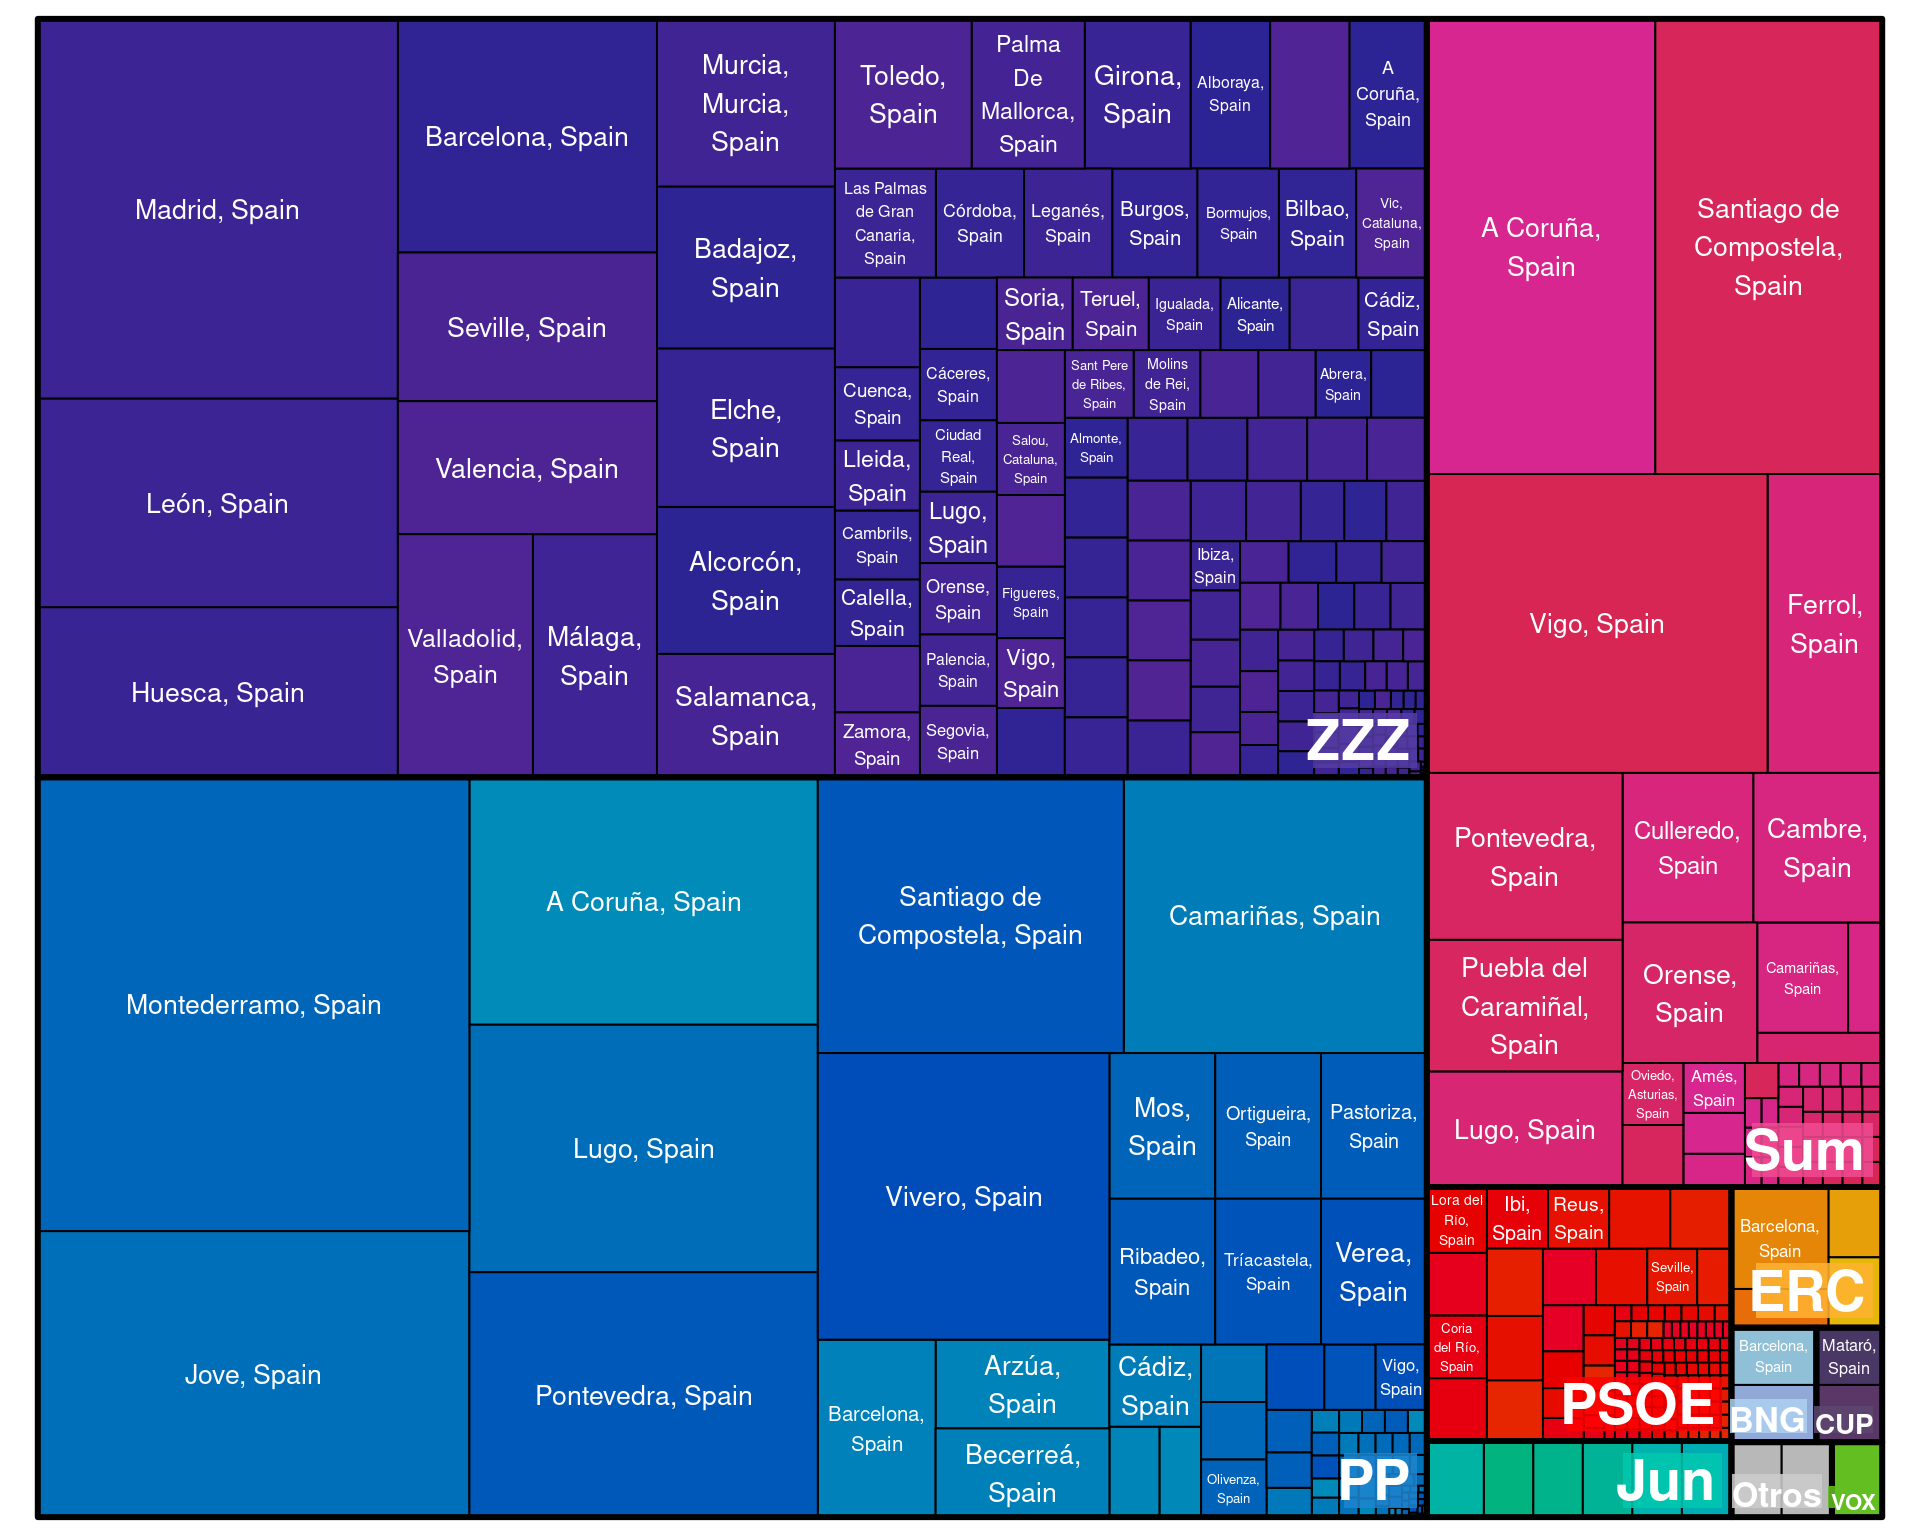 Madrid, Spain
León, Spain
Huesca, Spain
Barcelona, Spain
Seville, Spain
Valencia, Spain
Valladolid,
Spain
Málaga,
Spain
Murcia,
Murcia,
Spain
Badajoz,
Spain
Elche,
Spain
Alcorcón,
Spain
Salamanca,
Spain
Toledo,
Spain
Palma
De
Mallorca,
Spain
Girona,
Spain
Alboraya,
Spain
A
Coruña,
Spain
Las Palmas
de Gran
Canaria,
Spain
Córdoba,
Spain
Leganés,
Spain
Burgos,
Spain
Bormujos,
Spain
Bilbao,
Spain
Vic,
Cataluna,
Spain
Cuenca,
Spain
Lleida,
Spain
Cambrils,
Spain
Calella,
Spain
Zamora,
Spain
Cáceres,
Spain
Ciudad
Real,
Spain
Lugo,
Spain
Orense,
Spain
Palencia,
Spain
Segovia,
Spain
Soria,
Spain
Teruel,
Spain
Igualada,
Spain
Alicante,
Spain
Cádiz,
Spain
Salou,
Cataluna,
Spain
Figueres,
Spain
Vigo,
Spain
Sant Pere
de Ribes,
Spain
Molins
de Rei,
Spain
Abrera,
Spain
Almonte,
Spain
Ibiza,
Spain
ZZZ
Montederramo, Spain
Jove, Spain
A Coruña, Spain
Lugo, Spain
Pontevedra, Spain
Santiago de
Compostela, Spain
Camariñas, Spain
Vivero, Spain
Mos,
Spain
Ortigueira,
Spain
Pastoriza,
Spain
Ribadeo,
Spain
Tríacastela,
Spain
Verea,
Spain
Barcelona,
Spain
Arzúa,
Spain
Becerreá,
Spain
Cádiz,
Spain
Olivenza,
Spain
Vigo,
Spain
PP
A Coruña,
Spain
Santiago de
Compostela,
Spain
Vigo, Spain
Ferrol,
Spain
Pontevedra,
Spain
Puebla del
Caramiñal,
Spain
Lugo, Spain
Culleredo,
Spain
Cambre,
Spain
Orense,
Spain
Camariñas,
Spain
Oviedo,
Asturias,
Spain
Amés,
Spain
Sum
Lora del
Río,
Spain
Ibi,
Spain
Reus,
Spain
Seville,
Spain
Coria
del Río,
Spain
PSOE
Barcelona,
Spain
ERC
Barcelona,
Spain
BNG
Mataró,
Spain
CUP
Jun
Otros
VOX